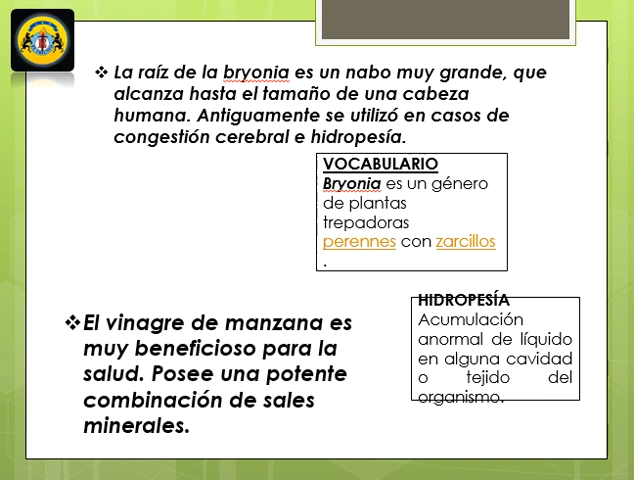 ❖ La raíz de la bryonia es un nabo muy grande, que
alcanza hasta el tamaño de una cabeza
humana. Antiguamente se utilizó en casos de
congestión cerebral e hidropesía.
VOCABULARIO
Bryonia es un género
de plantas
trepadoras
perennes con zarcillos
.
HIDROPESÍA
Acumulación
anormal de líquido
en alguna cavidad
o tejido del
organismo.
❖ El vinagre de manzana es
muy beneficioso para la
salud. Posee una potente
combinación de sales
minerales.